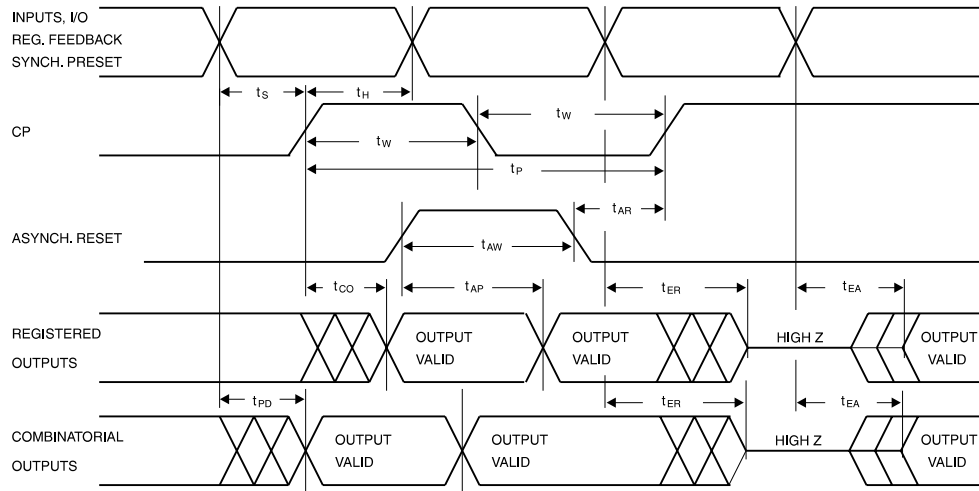 INPUTS, I/O
REG. FEEDBACK
SYNCH. PRESET
tS
tH
CP
tW
tW
tP
tAR
ASYNCH. RESET
tAW
tCO
tAP
tER
tEA
REGISTERED
OUTPUTS
OUTPUT
VALID
OUTPUT
VALID
HIGH Z
OUTPUT
VALID
tPD
tER
tEA
COMBINATORIAL
OUTPUTS
OUTPUT
VALID
OUTPUT
VALID
HIGH Z
OUTPUT
VALID